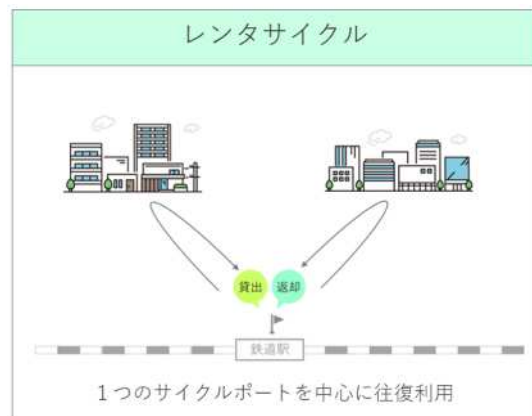 レンタサイクル
貸出
返却
鉄道駅
1つのサイクルポートを中心に往復利用